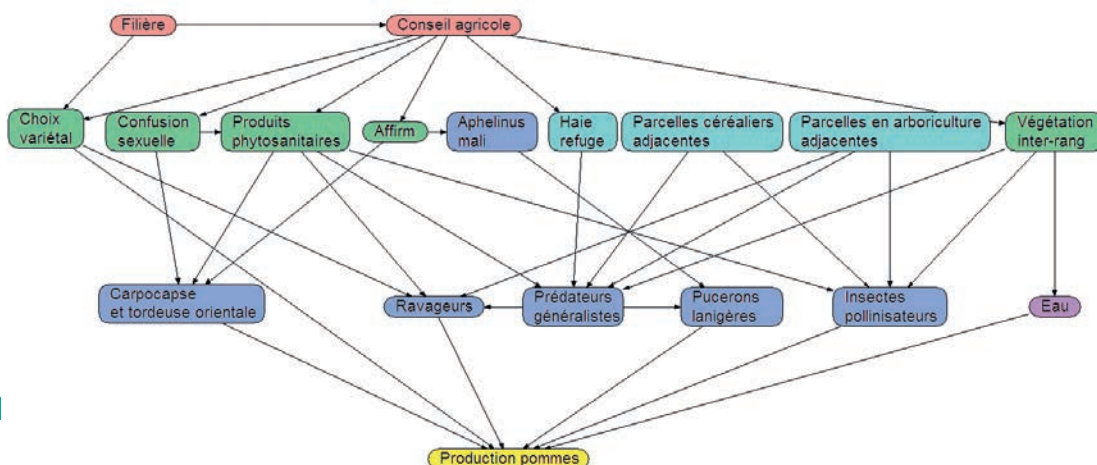 Filière
Conseil agricole
Choix
variétal
Confusion
sexuelle
Produits
phytosanitaires
Affirm
Aphelinus
mali
Haie
refuge
Parcelles céréaliers
adjacentes
Parcelles en arboriculture
adjacentes
Végétation
inter-rang
Carpocapse
et tordeuse orientale
Ravageurs
Prédateurs
généralistes
Pucerons
lanigères
Insectes
pollinisateurs
Eau
Production pommes